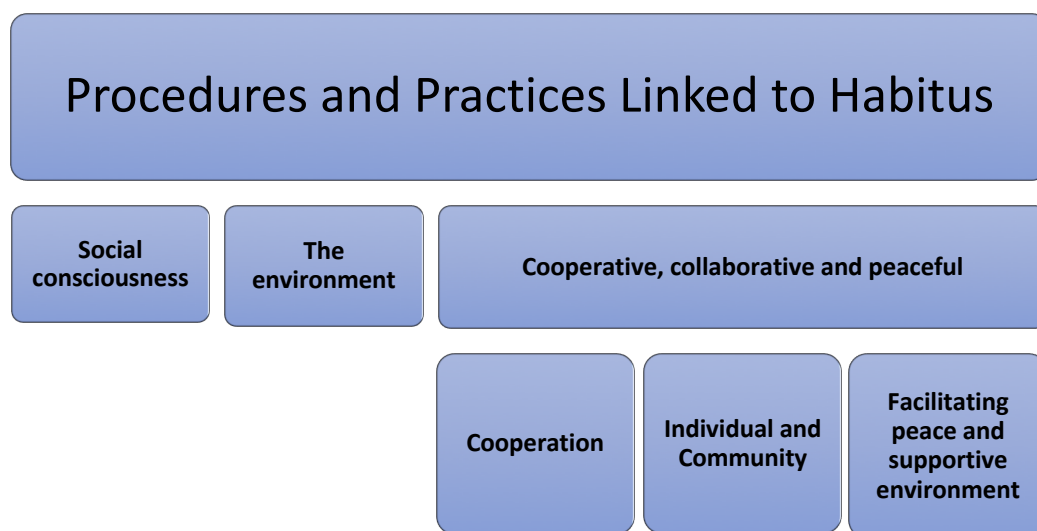 Procedures and Practices Linked to Habitus
Social
consciousness
The
environment
Cooperative, collaborative and peaceful
Cooperation
Individual and
Community
Facilitating
peace and
supportive
environment